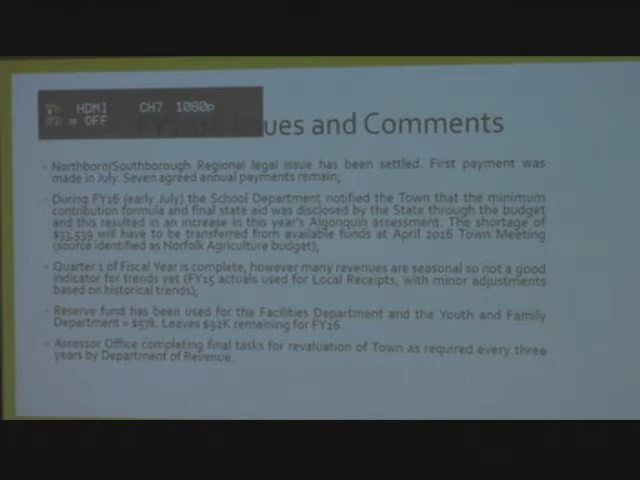 HDMI CH7 1080p
= OFF
ues and Comments
Northboro/Southborough Regional legal issue has been settled. First payment was
made in July. Seven agreed annual payments remain;
During FY16 (early July) the School Department notified the Town that the minimum
contribution formula and final state aid was disclosed by the State through the budget
and this resulted in an increase in this year's Algonquin assessment. The shortage of
$33,539 will have to be transferred from available funds at April 2016 Town Meeting
(source identified as Norfolk Agriculture budget);
Quarter 1 of Fiscal Year is complete, however many revenues are seasonal so not a good
indicator for trends yet (FY15 actuals used for Local Receipts, with minor adjustments
based on historical trends);
Reserve fund has been used for the Facilities Department and the Youth and Family
Department = $57k. Leaves $92K remaining for FY16.
Assessor Office completing final tasks for revaluation of Town as required every three
years by Department of Revenue.